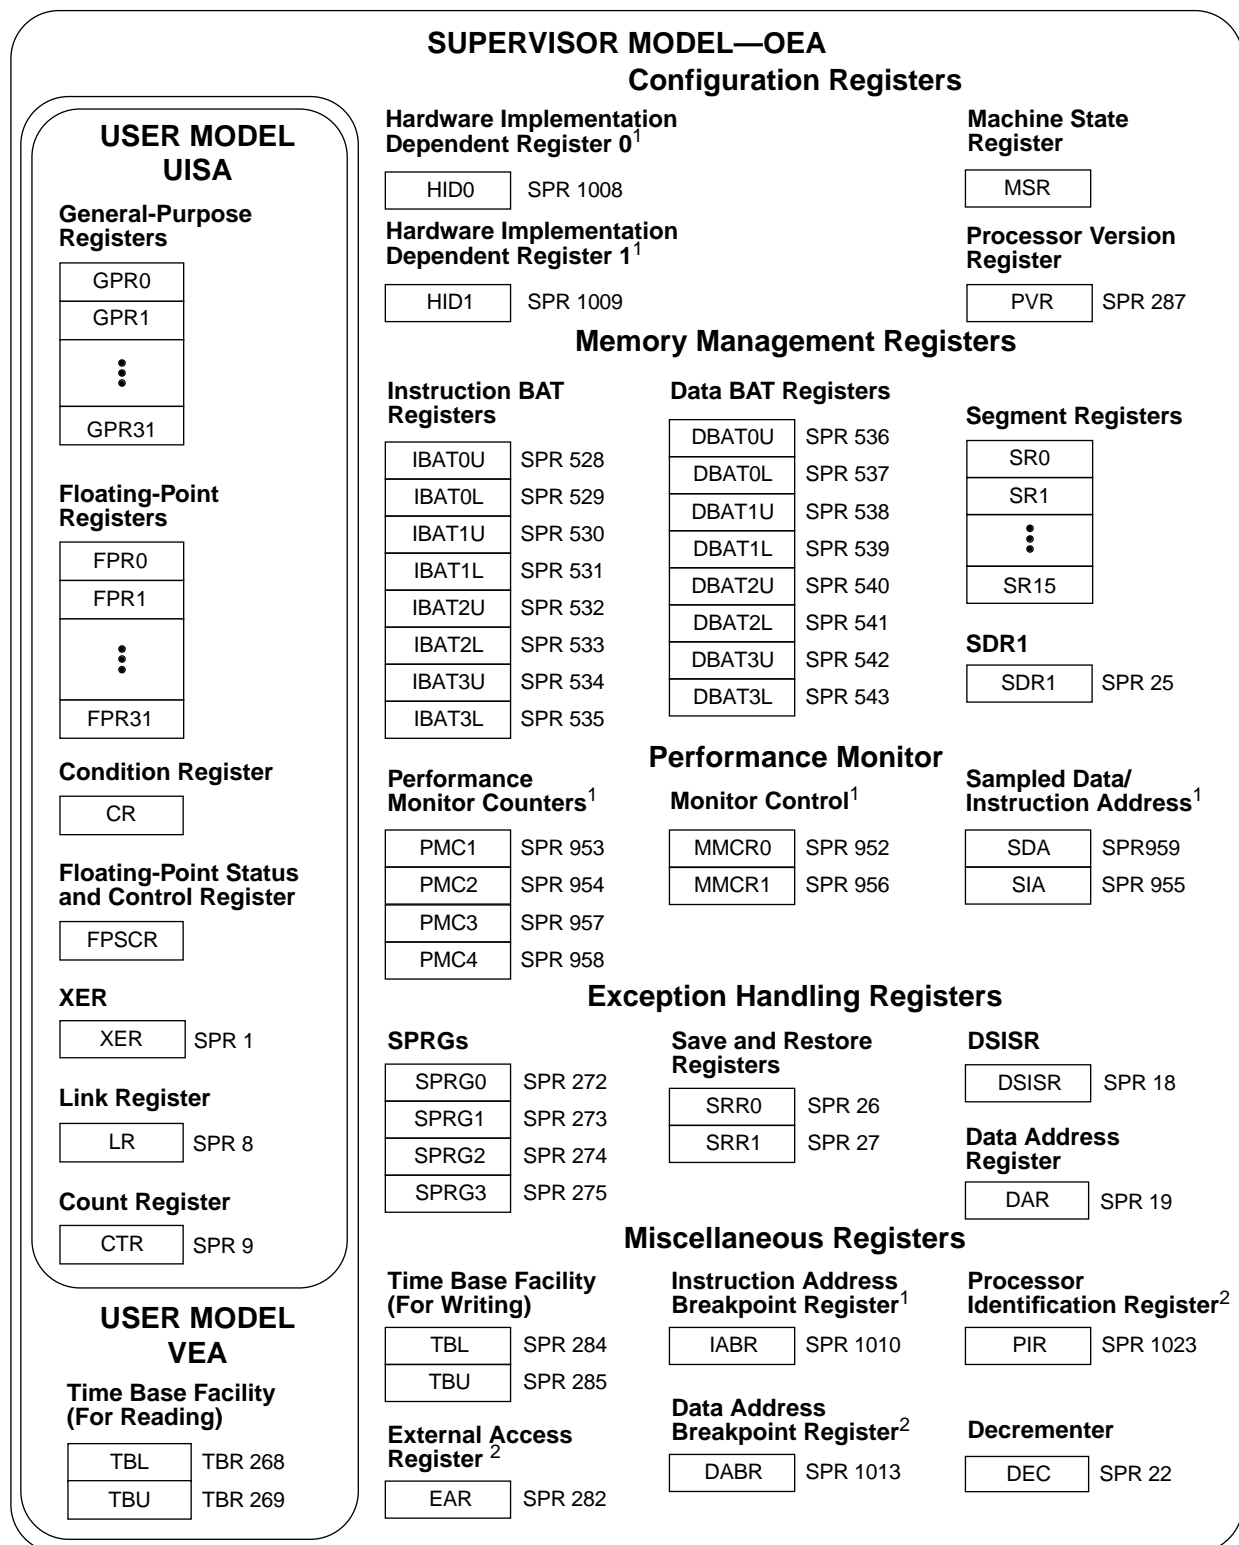 SUPERVISOR MODEL—OEA
Configuration Registers
USER MODEL
UISA
General-Purpose
Registers
GPR0
GPR1
GPR31
Floating-Point
Registers
FPR0
FPR1
FPR31
Condition Register
CR
Floating-Point Status
and Control Register
FPSCR
XER
XER SPR 1
Link Register
LR SPR 8
Count Register
CTR SPR 9
USER MODEL
VEA
Time Base Facility
(For Reading)
TBL TBR 268
TBU TBR 269
Hardware Implementation
Dependent Register 0¹
HID0 SPR 1008
Hardware Implementation
Dependent Register 1¹
HID1 SPR 1009
Machine State
Register
MSR
Processor Version
Register
PVR SPR 287
Memory Management Registers
Instruction BAT
Registers
IBAT0U SPR 528
IBAT0L SPR 529
IBAT1U SPR 530
IBAT1L SPR 531
IBAT2U SPR 532
IBAT2L SPR 533
IBAT3U SPR 534
IBAT3L SPR 535
Data BAT Registers
DBAT0U SPR 536
DBAT0L SPR 537
DBAT1U SPR 538
DBAT1L SPR 539
DBAT2U SPR 540
DBAT2L SPR 541
DBAT3U SPR 542
DBAT3L SPR 543
Segment Registers
SR0
SR1
SR15
SDR1
SDR1 SPR 25
Performance Monitor
Performance
Monitor Counters¹
PMC1 SPR 953
PMC2 SPR 954
PMC3 SPR 957
PMC4 SPR 958
Monitor Control¹
MMCR0 SPR 952
MMCR1 SPR 956
Sampled Data/
Instruction Address¹
SDA SPR959
SIA SPR 955
Exception Handling Registers
SPRGs
SPRG0 SPR 272
SPRG1 SPR 273
SPRG2 SPR 274
SPRG3 SPR 275
Save and Restore
Registers
SRR0 SPR 26
SRR1 SPR 27
DSISR
DSISR SPR 18
Data Address
Register
DAR SPR 19
Miscellaneous Registers
Time Base Facility
(For Writing)
TBL SPR 284
TBU SPR 285
External Access
Register ²
EAR SPR 282
Instruction Address
Breakpoint Register¹
IABR SPR 1010
Data Address
Breakpoint Register²
DABR SPR 1013
Processor
Identification Register²
PIR SPR 1023
Decrementer
DEC SPR 22